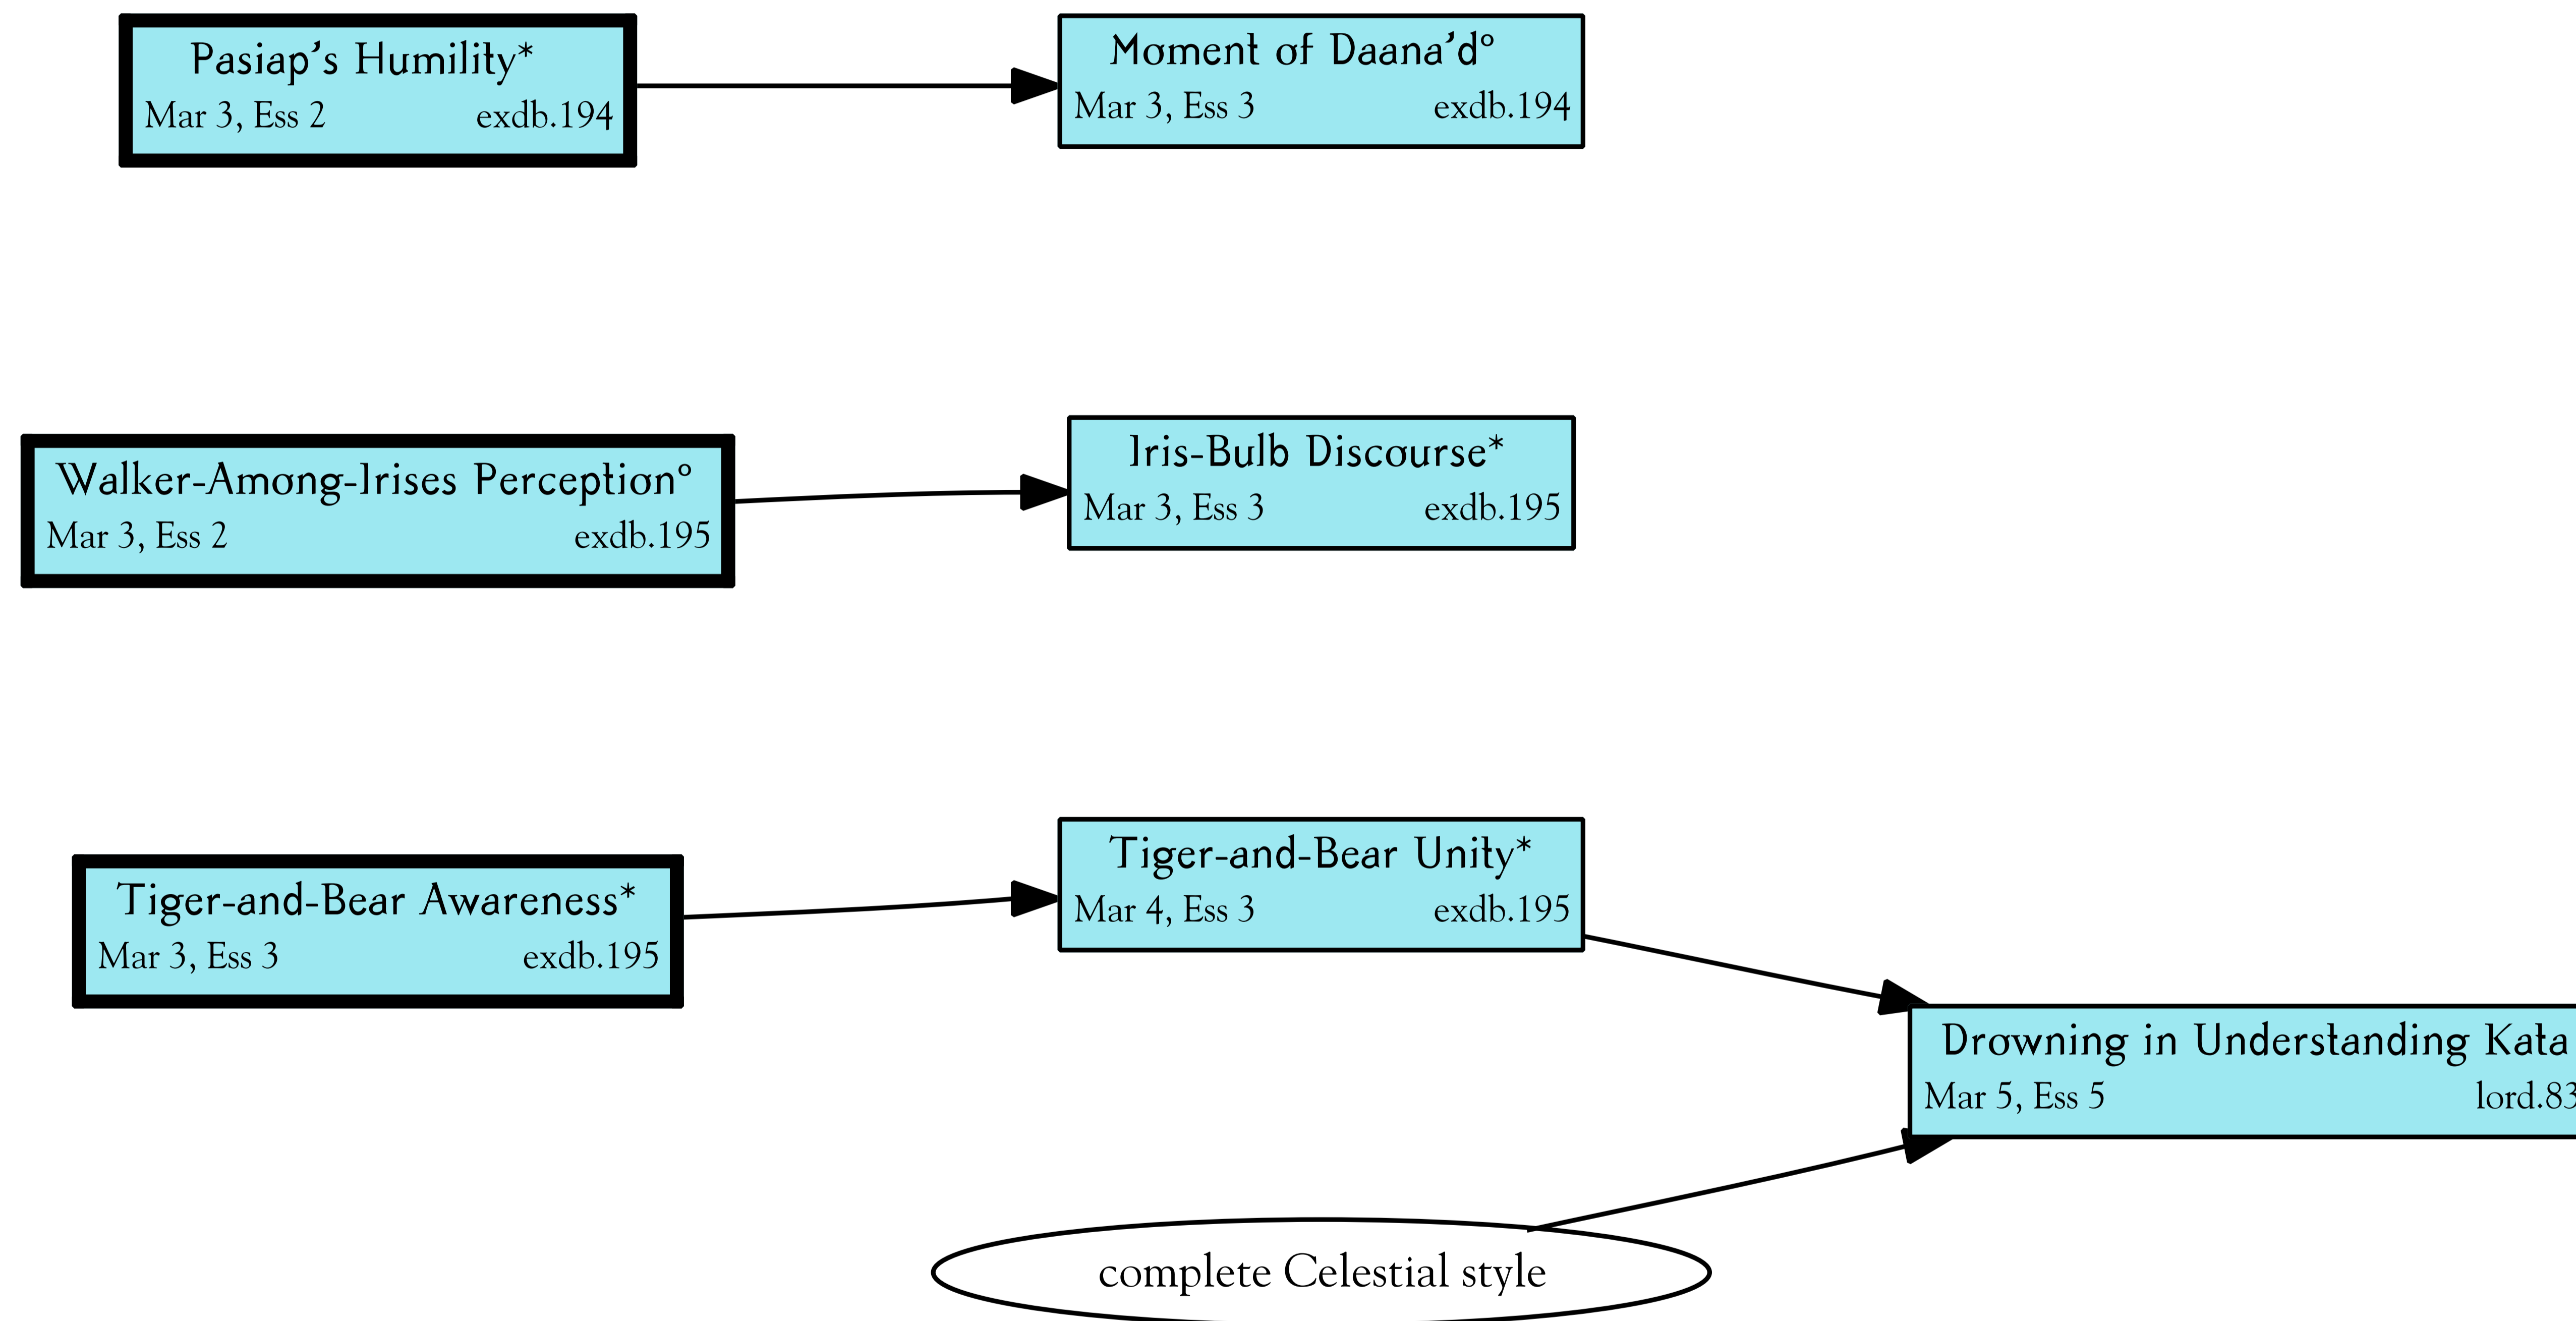 Pasiap's Humility*
Mar 3, Ess 2 exdb.194
Moment of Daana'd°
Mar 3, Ess 3 exdb.194
Walker-Among-Irises Perception°
Mar 3, Ess 2 exdb.195
Iris-Bulb Discourse*
Mar 3, Ess 3 exdb.195
Tiger-and-Bear Awareness*
Mar 3, Ess 3 exdb.195
Tiger-and-Bear Unity*
Mar 4, Ess 3 exdb.195
Drowning in Understanding Kata
Mar 5, Ess 5 lord.83
complete Celestial style